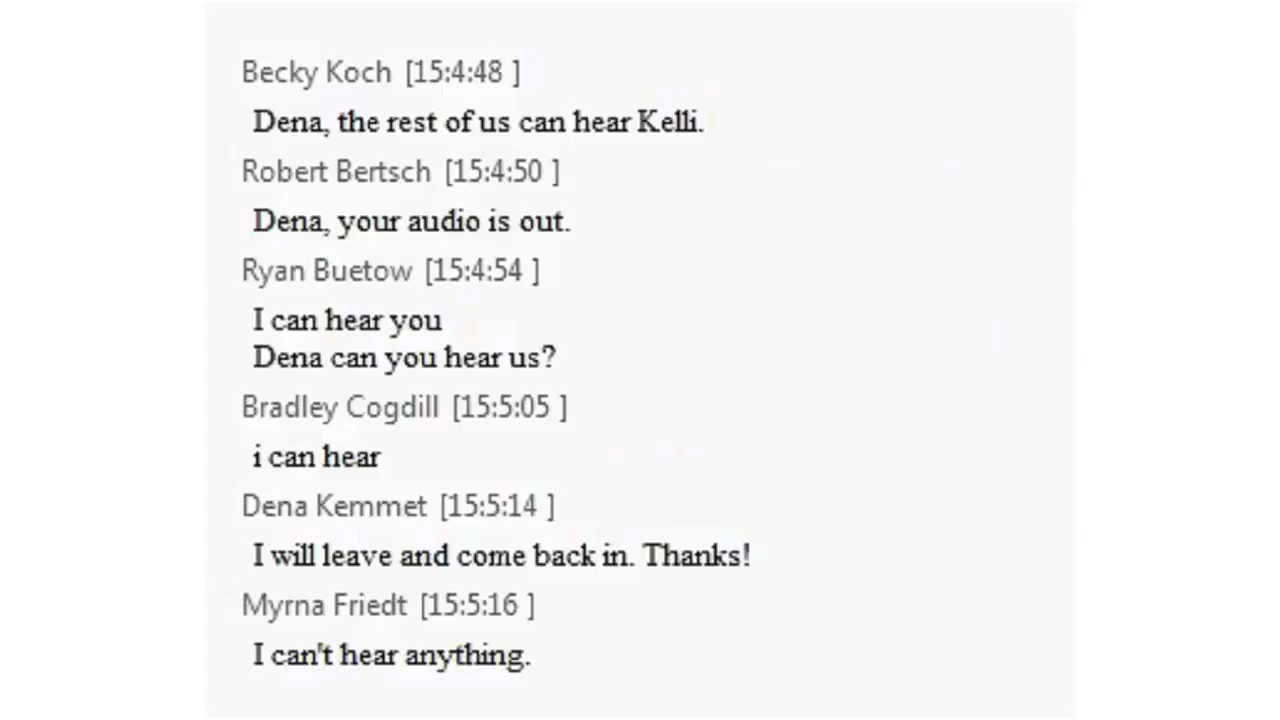 Becky Koch [15:4:48 ]
Dena, the rest of us can hear Kelli.
Robert Bertsch [15:4:50 ]
Dena, your audio is out.
Ryan Buetow [15:4:54 ]
I can hear you
Dena can you hear us?
Bradley Cogdill [15:5:05 ]
i can hear
Dena Kemmet [15:5:14 ]
I will leave and come back in. Thanks!
Myrna Friedt [15:5:16 ]
I can't hear anything.